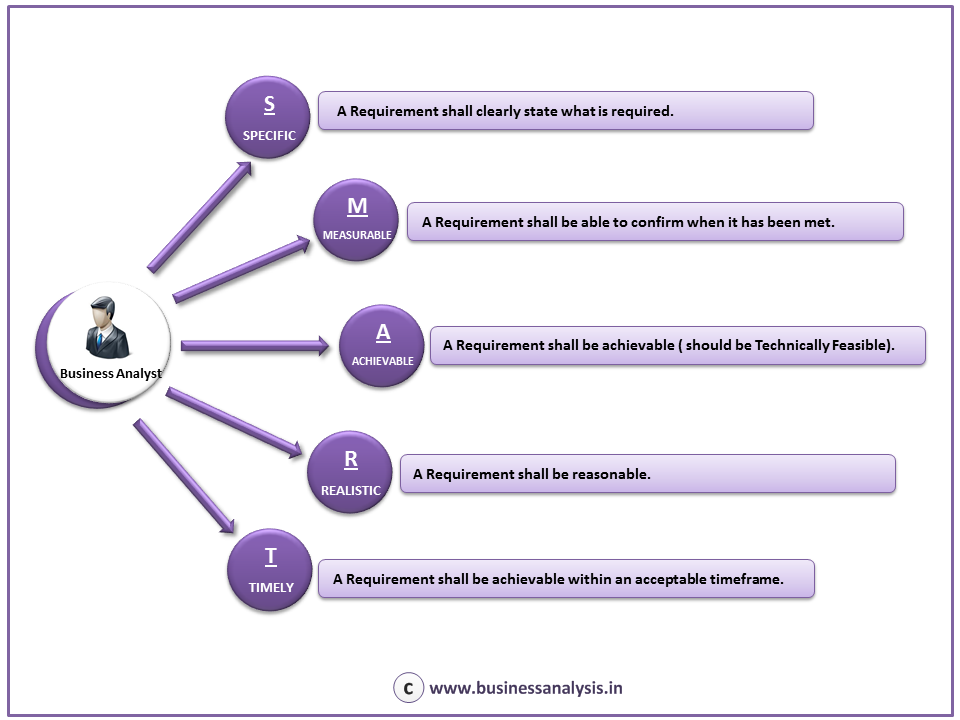 S
SPECIFIC
A Requirement shall clearly state what is required.
M
MEASURABLE
A Requirement shall be able to confirm when it has been met.
Business Analyst
A
ACHIEVABLE
A Requirement shall be achievable ( should be Technically Feasible).
R
REALISTIC
A Requirement shall be reasonable.
T
TIMELY
A Requirement shall be achievable within an acceptable timeframe.
c www.businessanalysis.in